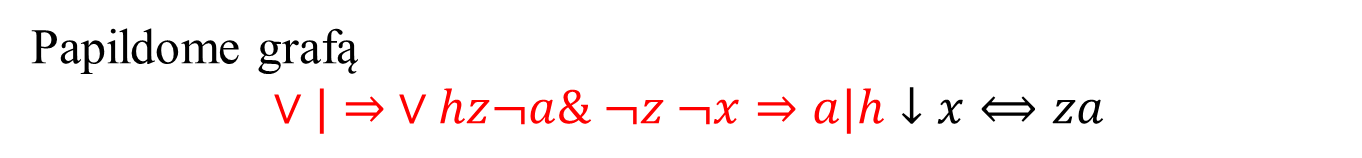 Papildome grafą
∨ | ⇒ ∨ hz¬a& ¬z ¬x ⇒ a|h ↓ x ⟺ za